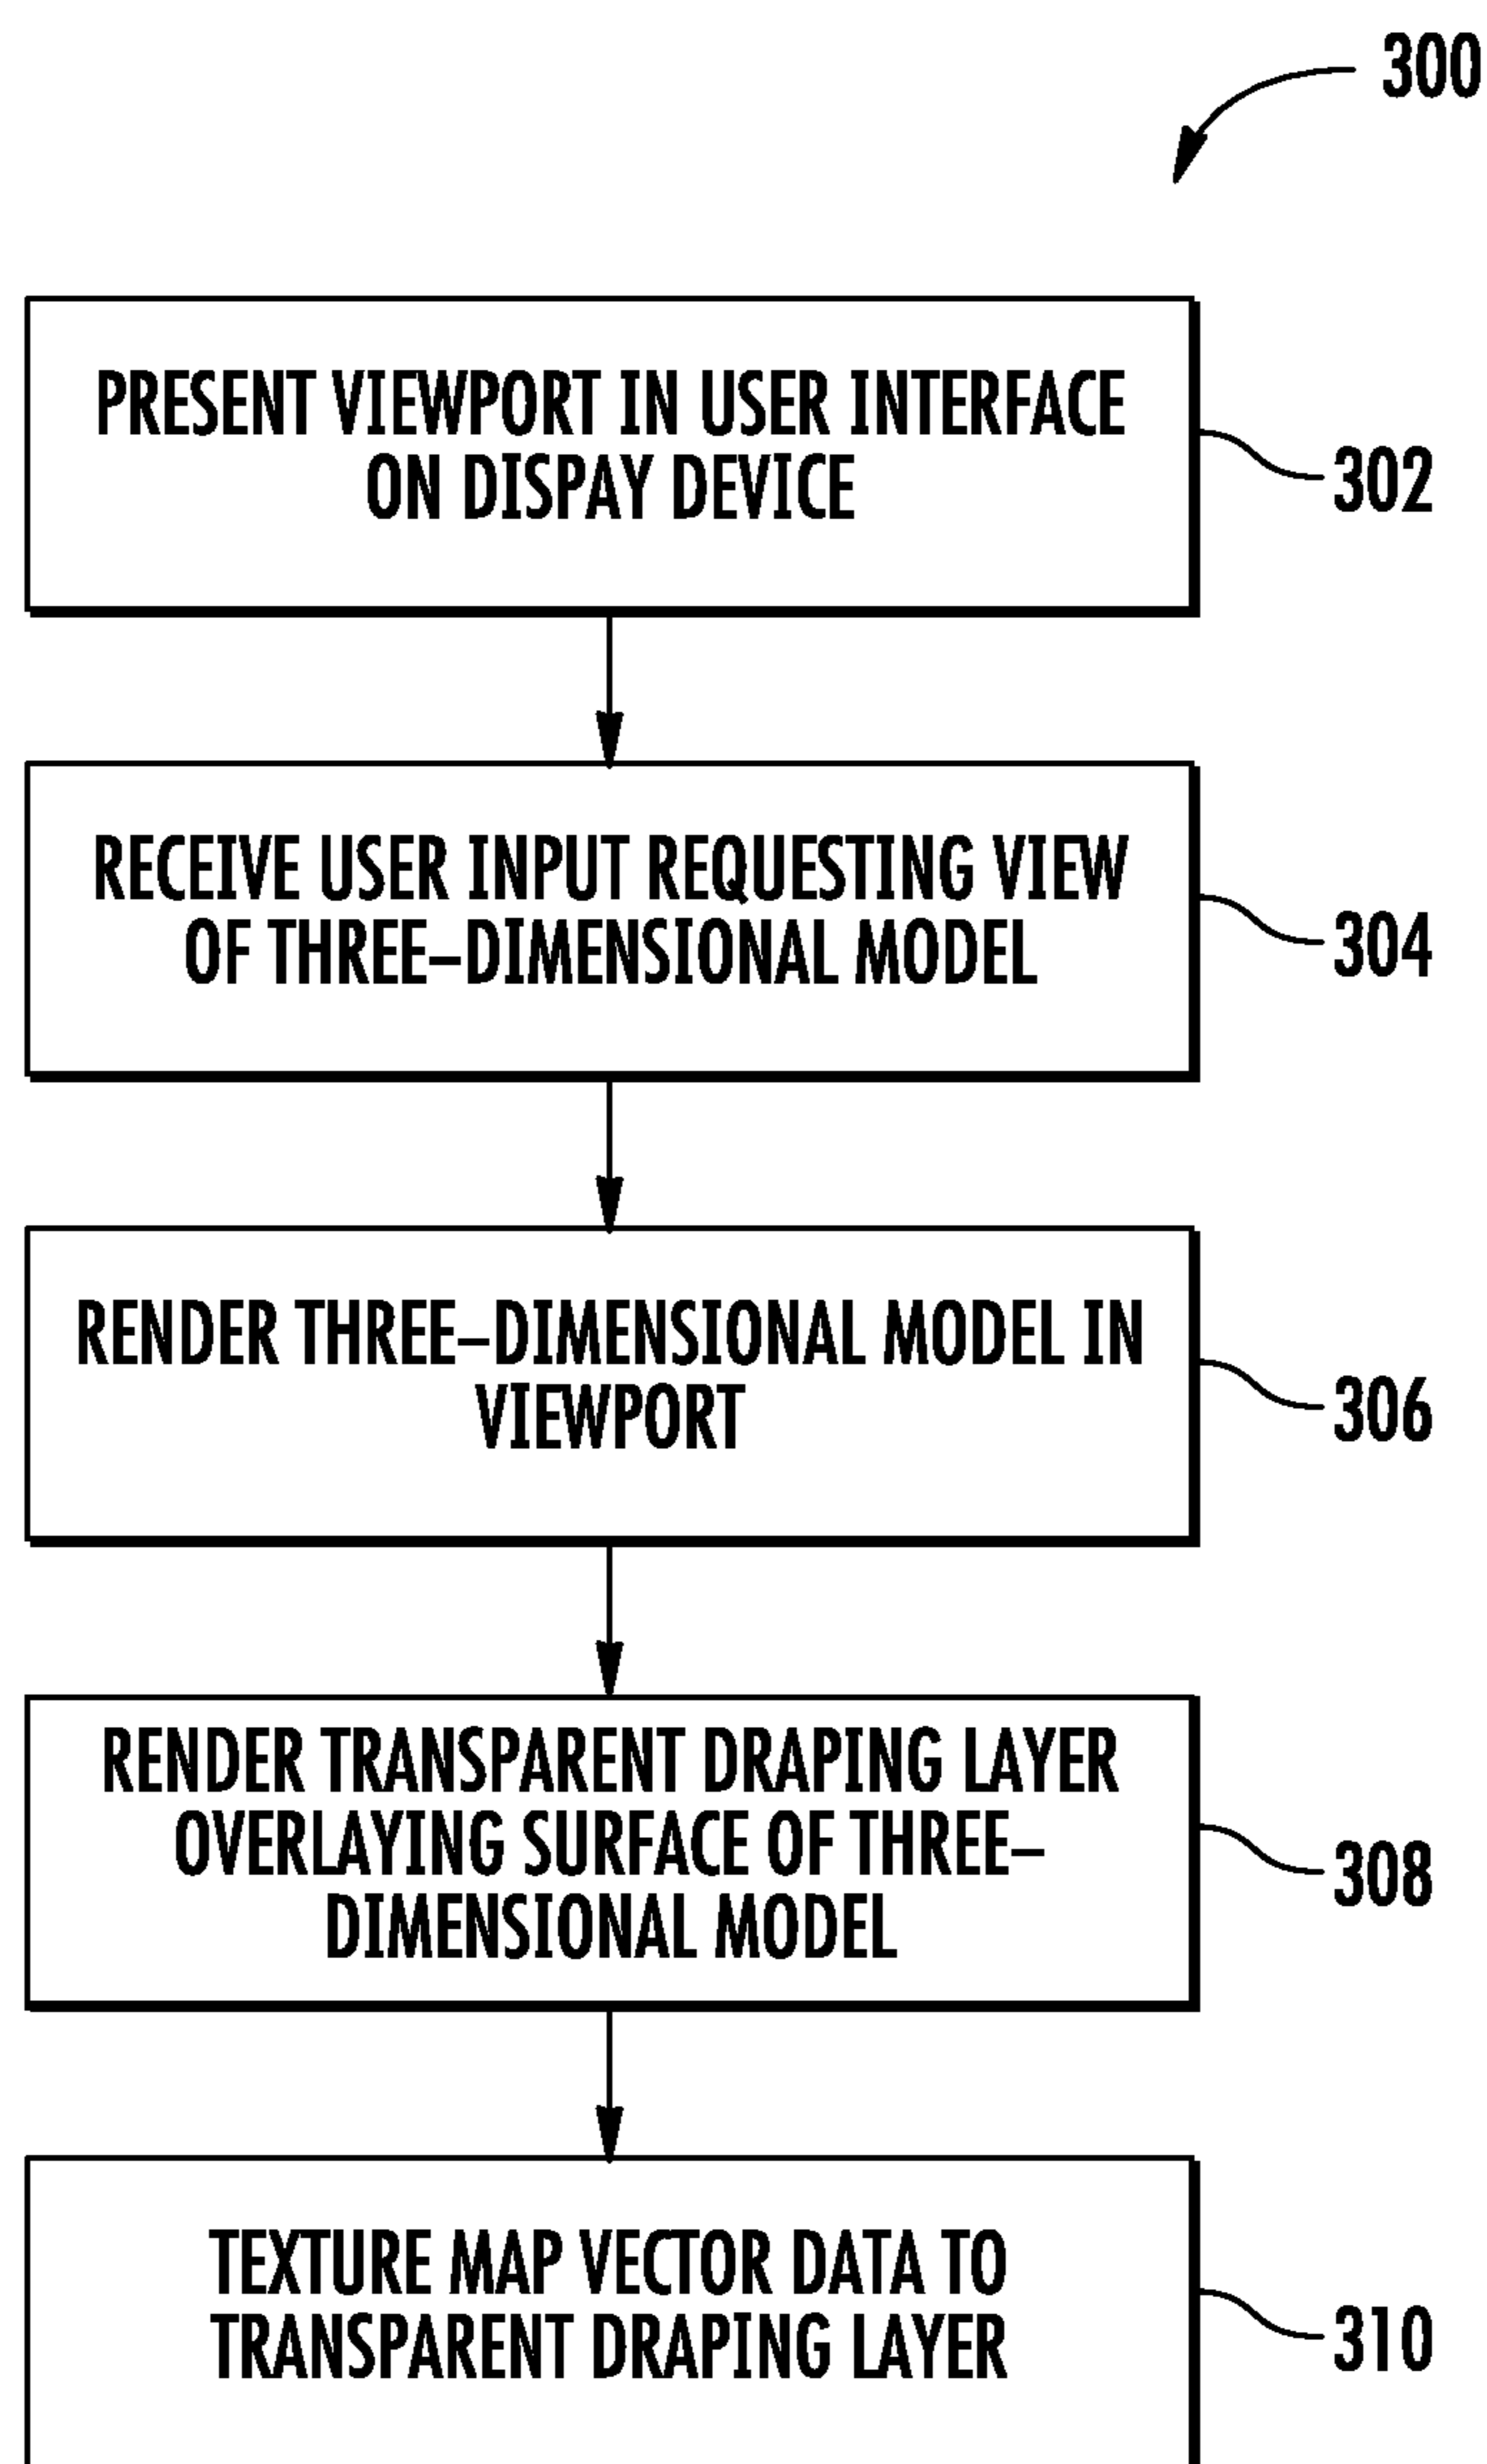 300
PRESENT VIEWPORT IN USER INTERFACE
ON DISPAY DEVICE
302
RECEIVE USER INPUT REQUESTING VIEW
OF THREE-DIMENSIONAL MODEL
304
RENDER THREE-DIMENSIONAL MODEL IN
VIEWPORT
306
RENDER TRANSPARENT DRAPING LAYER
OVERLAYING SURFACE OF THREE-
DIMENSIONAL MODEL
308
TEXTURE MAP VECTOR DATA TO
TRANSPARENT DRAPING LAYER
310